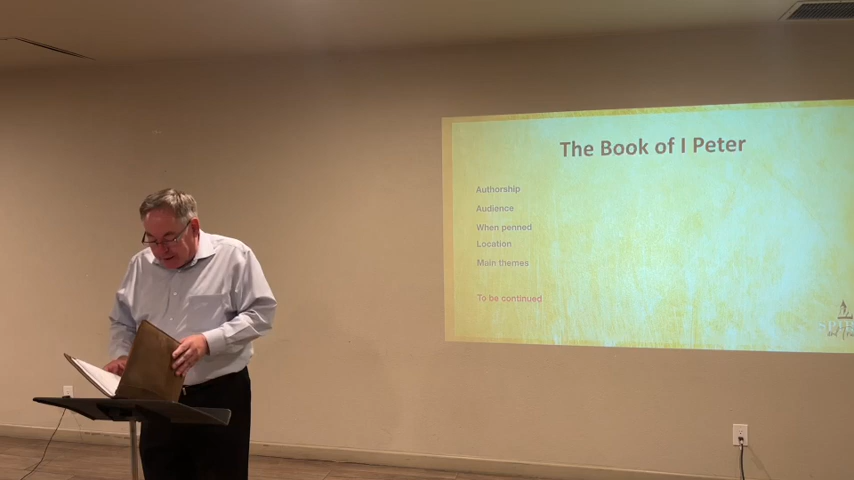 The Book of I Peter
Authorship
Audience
When penned
Location
Main themes
To be continued